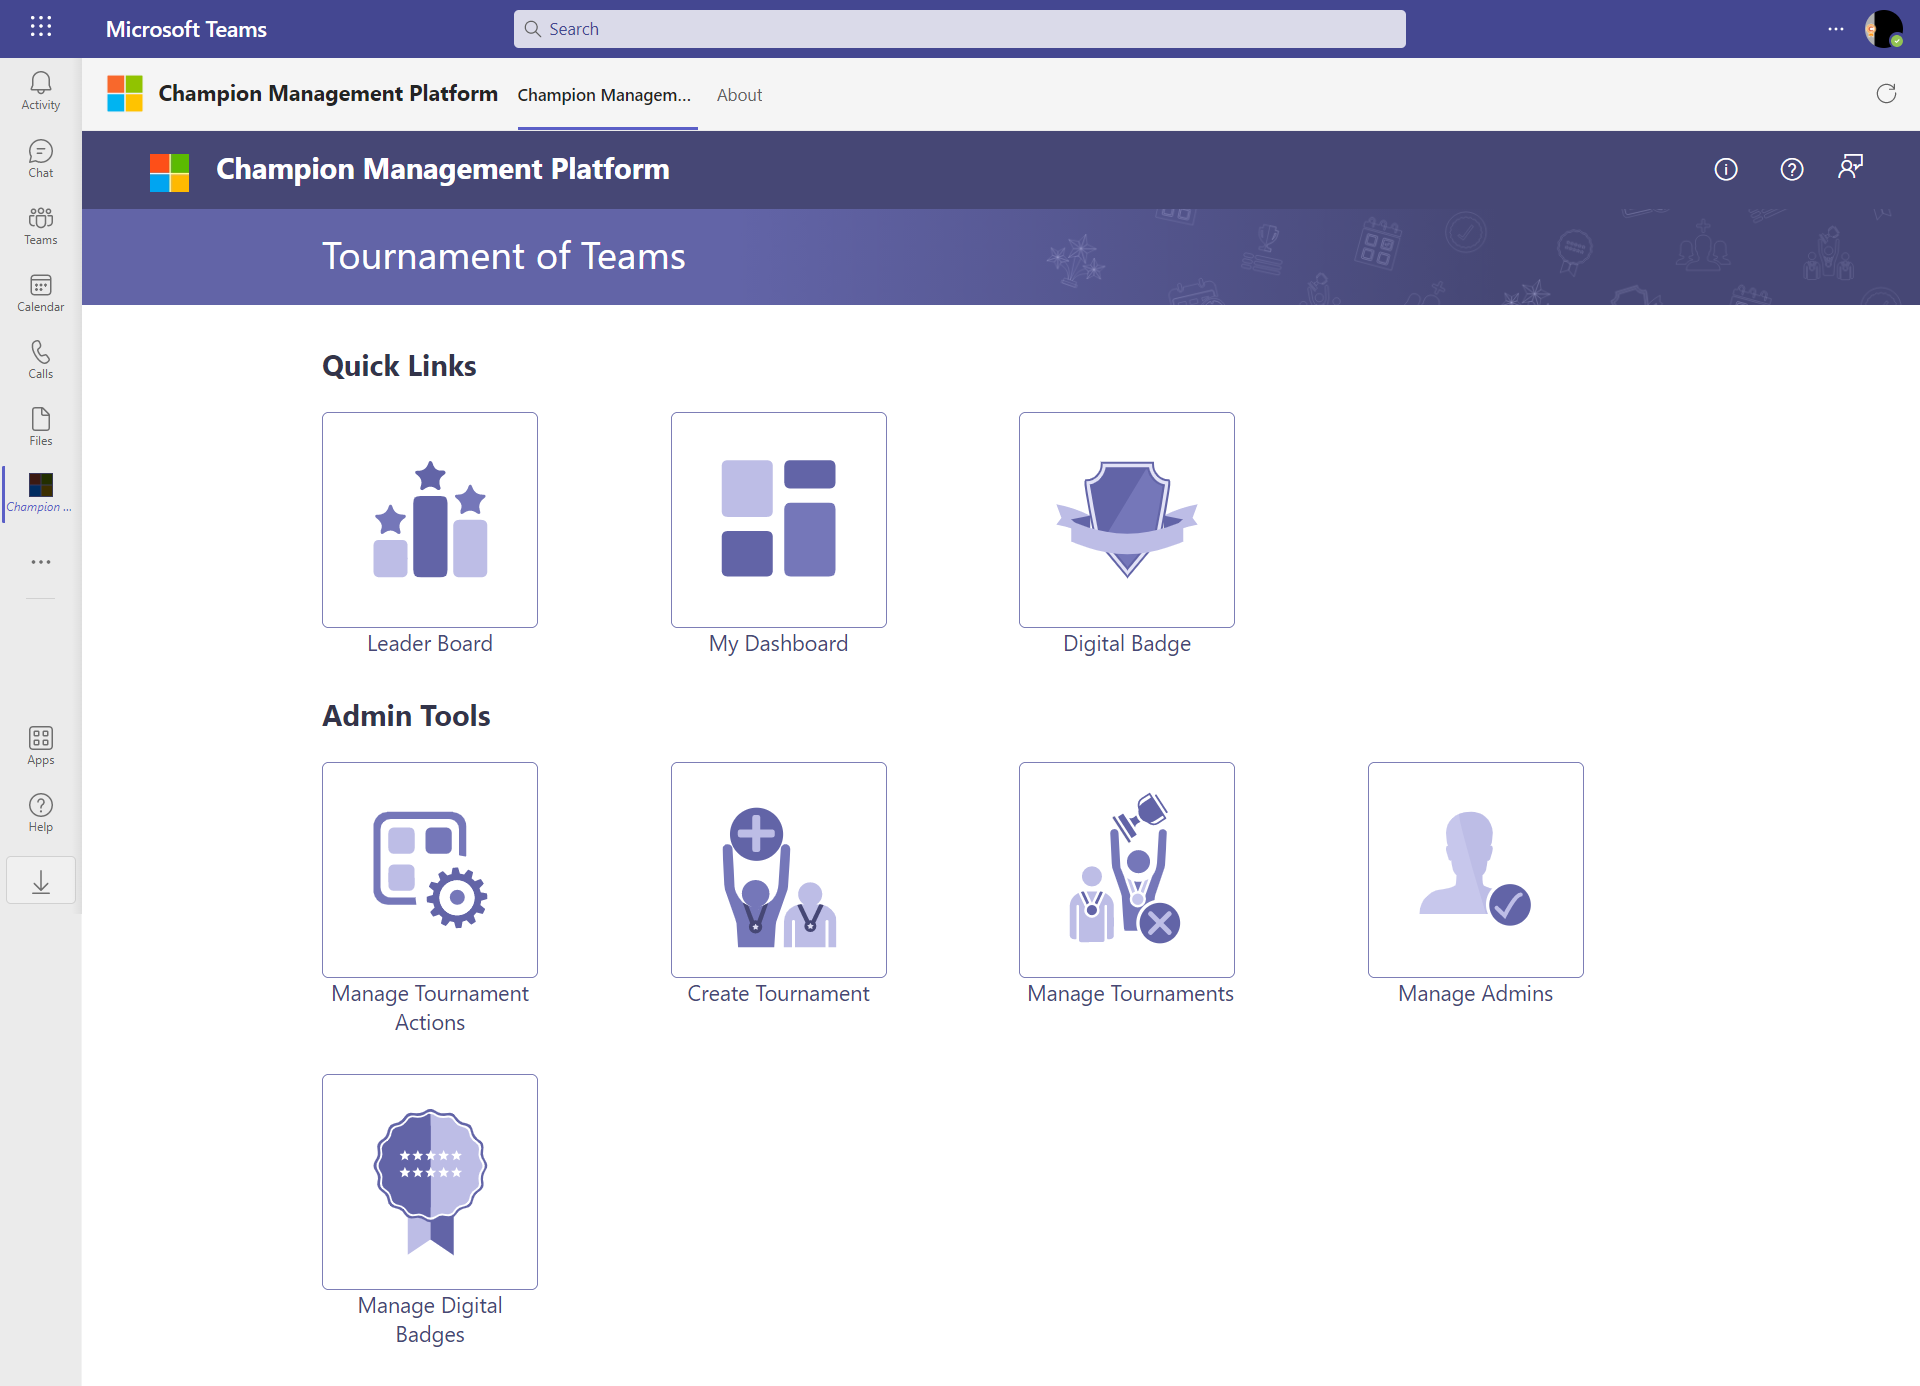 Microsoft Teams
Search
Activity
Chat
Teams
Calendar
Calls
Files
Champion ...
Apps
Help
Champion Management Platform
Champion Managem...
About
Champion Management Platform
Tournament of Teams
Quick Links
Leader Board
My Dashboard
Digital Badge
Admin Tools
Manage Tournament
Actions
Create Tournament
Manage Tournaments
Manage Admins
Manage Digital
Badges